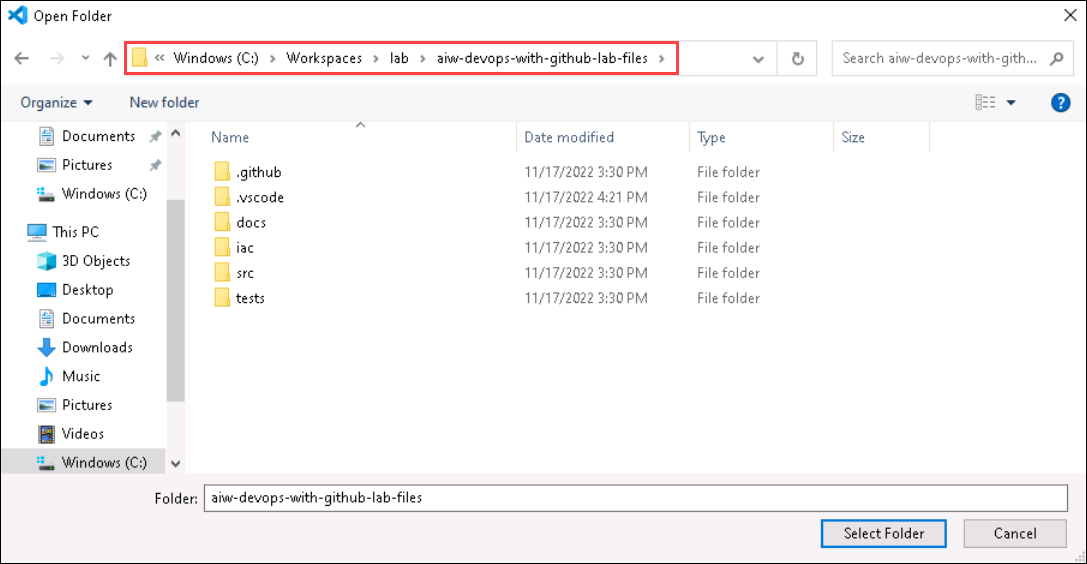 Open Folder
« Windows (C:) > Workspaces > lab > aiw-devops-with-github-lab-files >
Search aiw-devops-with-gith...
Organize New folder
?
Documents
Pictures
Windows (C:)
This PC
3D Objects
Desktop
Documents
Downloads
Music
Pictures
Videos
Windows (C:)
Name Date modified Type Size
.github 11/17/2022 3:30 PM File folder
.vscode 11/17/2022 4:21 PM File folder
docs 11/17/2022 3:30 PM File folder
iac 11/17/2022 3:30 PM File folder
src 11/17/2022 3:30 PM File folder
tests 11/17/2022 3:30 PM File folder
Folder: aiw-devops-with-github-lab-files
Select Folder Cancel